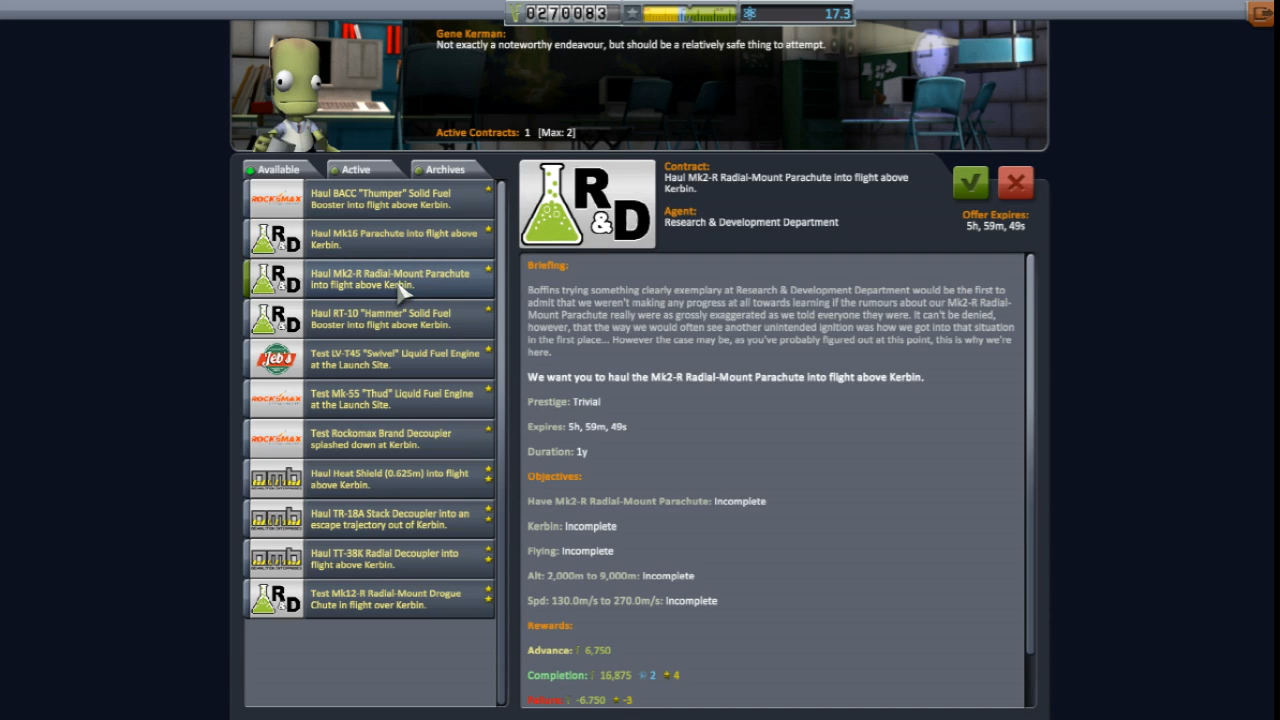 0270083
17.3
Gene Kerman:
Not exactly a noteworthy endeavour, but should be a relatively safe thing to attempt.
Active Contracts: 1 [Max: 2]
Available
Active
Archives
ROCKOMAX
Haul BACC "Thumper" Solid Fuel
Booster into flight above Kerbin.
R&D
Haul Mk16 Parachute into flight above
Kerbin.
R&D
Haul Mk2-R Radial-Mount Parachute
into flight above Kerbin.
R&D
Haul RT-10 "Hammer" Solid Fuel
Booster into flight above Kerbin.
Jeb's
Test LV-T45 "Swivel" Liquid Fuel Engine
at the Launch Site.
ROCKOMAX
Test Mk-55 "Thud" Liquid Fuel Engine
at the Launch Site.
ROCKOMAX
Test Rockomax Brand Decoupler
splashed down at Kerbin.
Haul Heat Shield (0.625m) into flight
above Kerbin.
Haul TR-18A Stack Decoupler into an
escape trajectory out of Kerbin.
Haul TT-38K Radial Decoupler into
flight above Kerbin.
R&D
Test Mk12-R Radial-Mount Drogue
Chute in flight over Kerbin.
R&D
Contract:
Haul Mk2-R Radial-Mount Parachute into flight above
Kerbin.
Agent:
Research & Development Department
Offer Expires:
5h, 59m, 49s
Briefing:
Boffins trying something clearly exemplary at Research & Development Department would be the first to
admit that we weren't making any progress at all towards learning if the rumours about our Mk2-R Radial-
Mount Parachute really were as grossly exaggerated as we told everyone they were. It can't be denied,
however, that the way we would often see another unintended ignition was how we got into that situation
in the first place... However the case may be, as you've probably figured out at this point, this is why we're
here.
We want you to haul the Mk2-R Radial-Mount Parachute into flight above Kerbin.
Prestige: Trivial
Expires: 5h, 59m, 49s
Duration: 1y
Objectives:
Have Mk2-R Radial-Mount Parachute: Incomplete
Kerbin: Incomplete
Flying: Incomplete
Alt: 2,000m to 9,000m: Incomplete
Spd: 130.0m/s to 270.0m/s: Incomplete
Rewards:
Advance: 6,750
Completion: 16,875 2 4
Failure: -6,750 -3